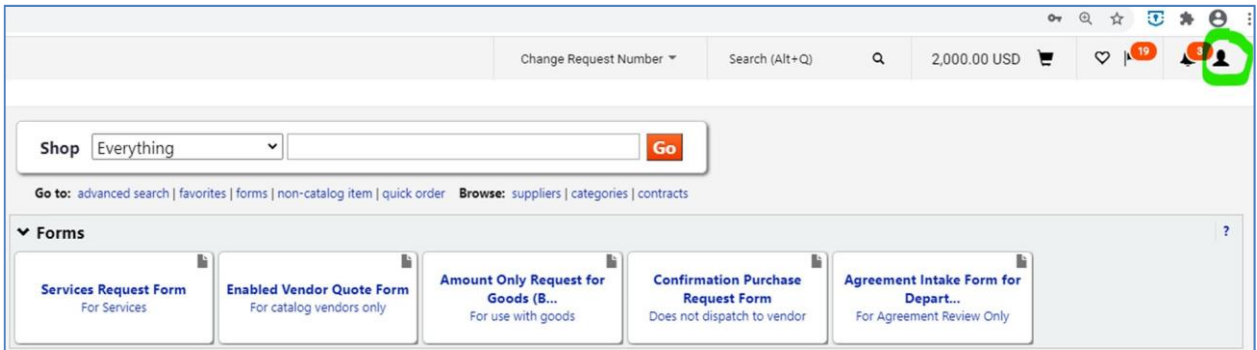 Change Request Number
Search (Alt+Q)
2,000.00 USD
19
3
Shop Everything Go
Go to: advanced search | favorites | forms | non-catalog item | quick order Browse: suppliers | categories | contracts
Forms ?
Services Request Form
For Services
Enabled Vendor Quote Form
For catalog vendors only
Amount Only Request for
Goods (B...
For use with goods
Confirmation Purchase
Request Form
Does not dispatch to vendor
Agreement Intake Form for
Depart...
For Agreement Review Only